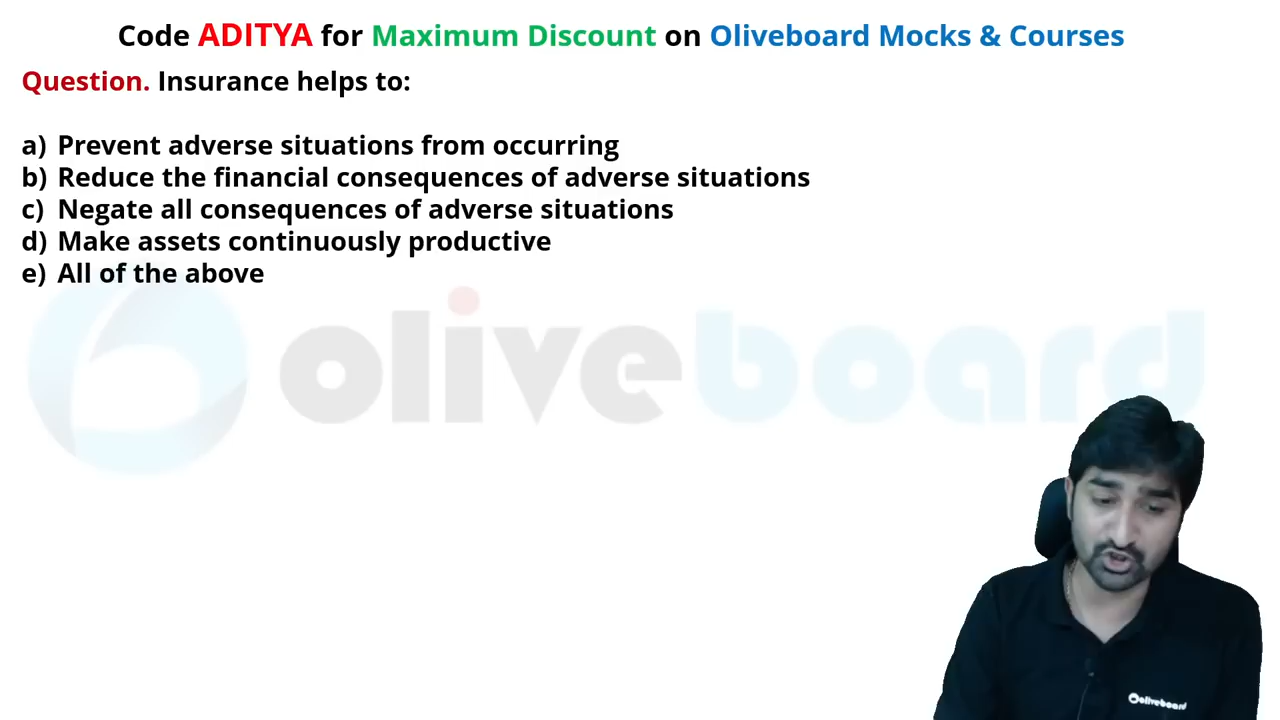 Code ADITYA for Maximum Discount on Oliveboard Mocks & Courses
Question. Insurance helps to:
a) Prevent adverse situations from occurring
b) Reduce the financial consequences of adverse situations
c) Negate all consequences of adverse situations
d) Make assets continuously productive
e) All of the above
oliveboard
oliveboard